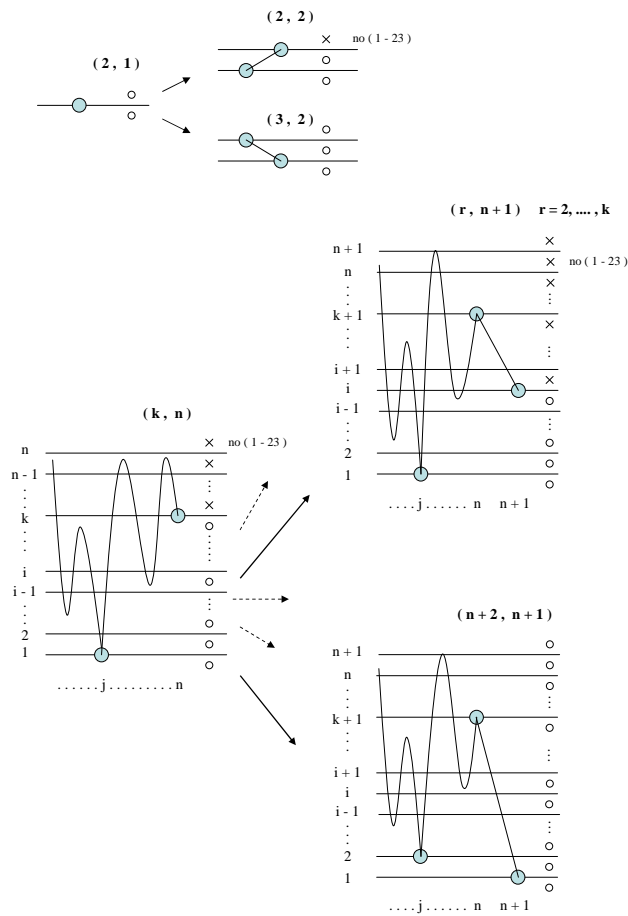 ( 2 , 2 )
× no ( 1 - 23 )
( 2 , 1 )
( 3 , 2 )
( r , n + 1 ) r = 2, .... , k
n + 1
n
no ( 1 - 23 )
k + 1
i + 1
i
i - 1
2
1
. . . . j . . . . . . n n + 1
( k , n )
n
no ( 1 - 23 )
n - 1
k
i
i - 1
2
1
. . . . . . j . . . . . . . . . n
( n + 2 , n + 1 )
n + 1
n
k + 1
i + 1
i
i - 1
2
1
. . . . j . . . . . . n n + 1